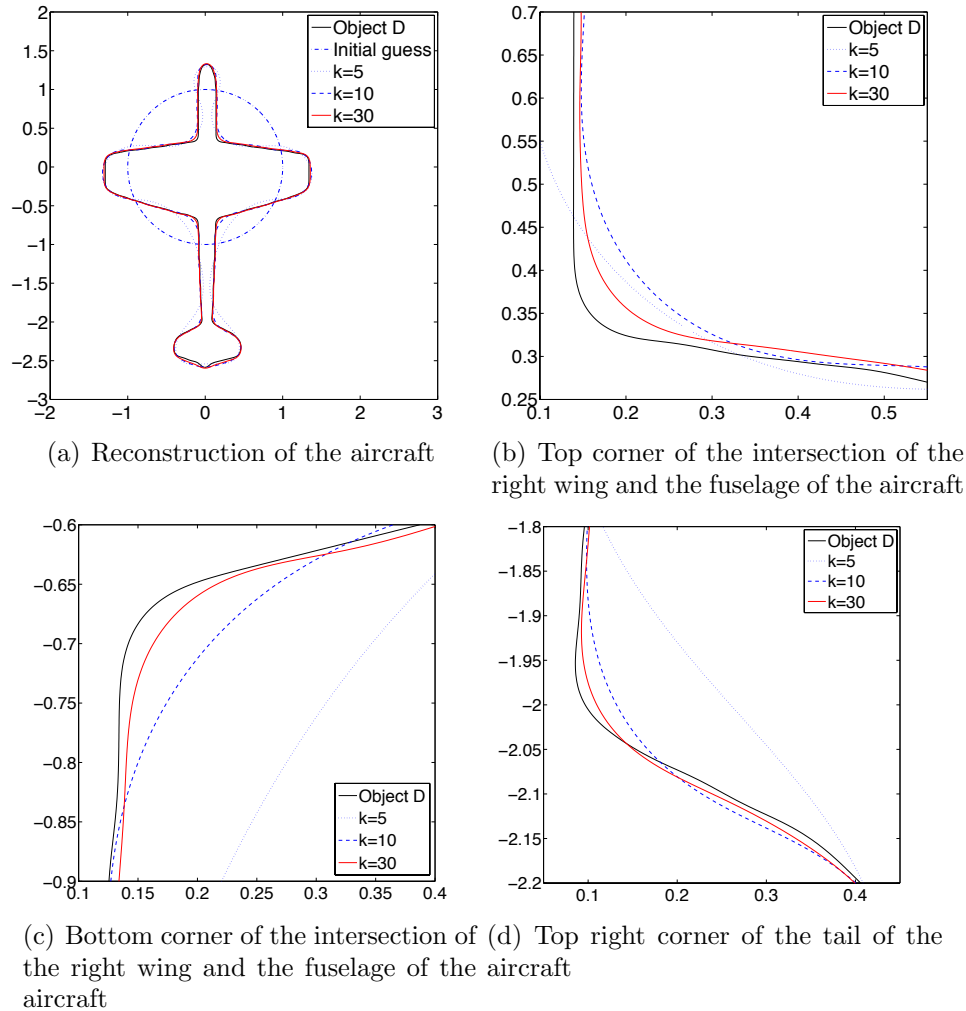 2
1.5
1
0.5
0
−0.5
−1
−1.5
−2
−2.5
−3
−2
−1
0
1
2
3
Object D
Initial guess
k=5
k=10
k=30
(a) Reconstruction of the aircraft
0.7
0.65
0.6
0.55
0.5
0.45
0.4
0.35
0.3
0.25
0.1
0.2
0.3
0.4
0.5
Object D
k=5
k=10
k=30
(b) Top corner of the intersection of the
right wing and the fuselage of the aircraft
−0.6
−0.65
−0.7
−0.75
−0.8
−0.85
−0.9
0.1
0.15
0.2
0.25
0.3
0.35
0.4
Object D
k=5
k=10
k=30
(c) Bottom corner of the intersection of
the right wing and the fuselage of the aircraft
aircraft
−1.8
−1.85
−1.9
−1.95
−2
−2.05
−2.1
−2.15
−2.2
0.1
0.2
0.3
0.4
Object D
k=5
k=10
k=30
(d) Top right corner of the tail of the